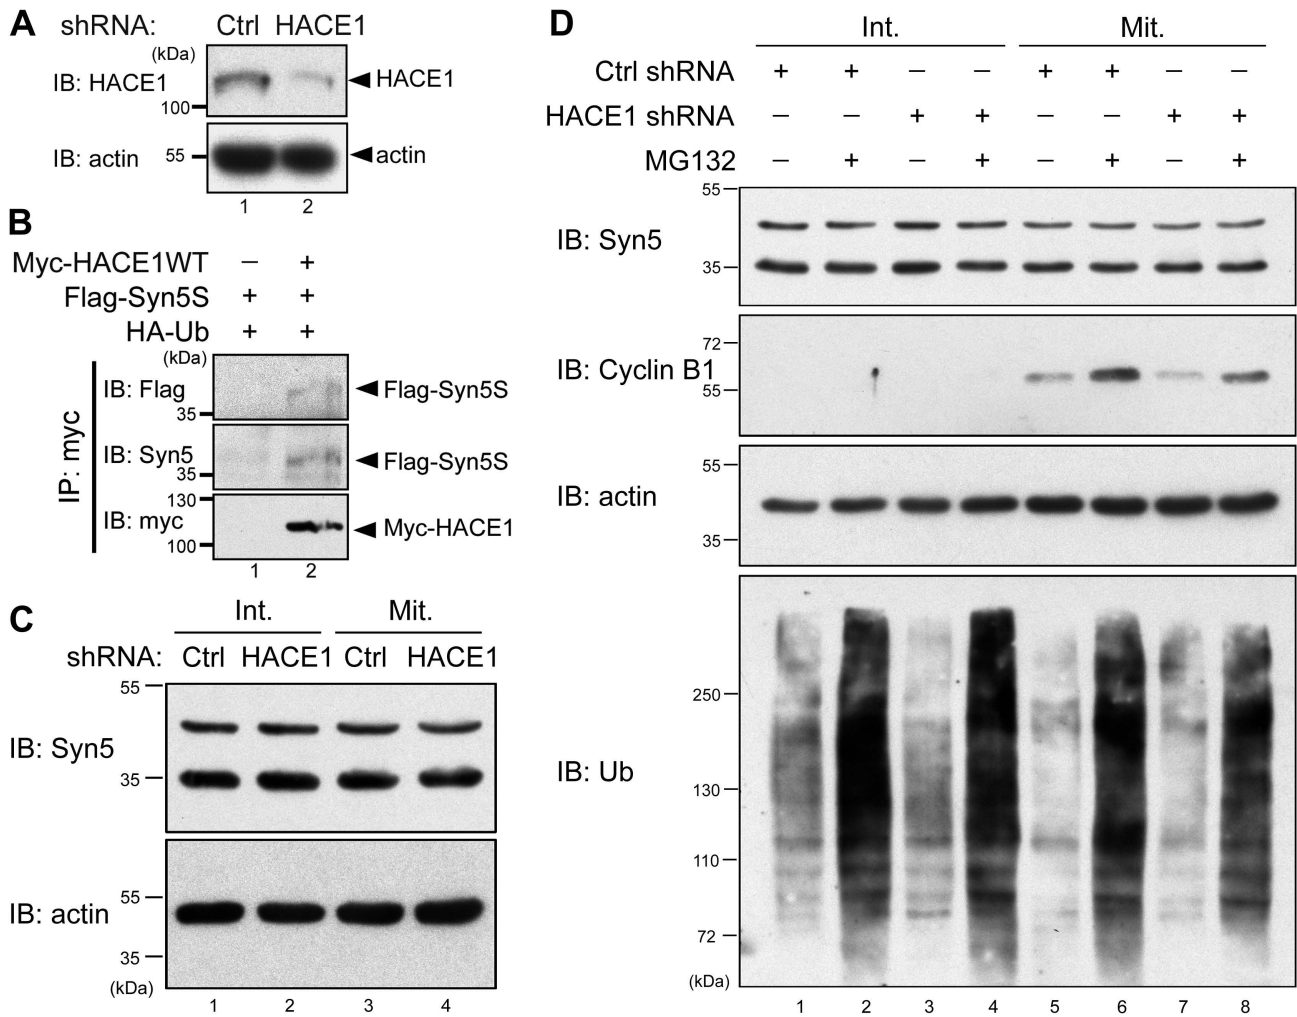 A
shRNA: Ctrl HACE1
(kDa)
IB: HACE1
HACE1
100
IB: actin
55
actin
1 2
B
Myc-HACE1WT – +
Flag-Syn5S + +
HA-Ub + +
(kDa)
IP: myc
IB: Flag
Flag-Syn5S
35
IB: Syn5
Flag-Syn5S
35
130
IB: myc
Myc-HACE1
100
1 2
C
Int. Mit.
shRNA: Ctrl HACE1 Ctrl HACE1
55
IB: Syn5
35
55
IB: actin
35
(kDa)
1 2 3 4
D
Int. Mit.
Ctrl shRNA + + – – + + – –
HACE1 shRNA – – + + – – + +
MG132 – + – + – + – +
55
IB: Syn5
35
72
IB: Cyclin B1
55
55
IB: actin
35
250
IB: Ub
130
110
72
(kDa)
1 2 3 4 5 6 7 8